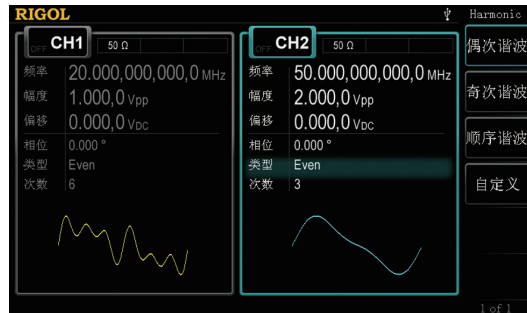 RIGOL
Harmonic
OFF CH1 50 Ω
频率 20.000,000,000,0 MHz
幅度 1.000,0 Vpp
偏移 0.000,0 VDC
相位 0.000 °
类型 Even
次数 6
OFF CH2 50 Ω
频率 50.000,000,000,0 MHz
幅度 2.000,0 Vpp
偏移 0.000,0 VDC
相位 0.000 °
类型 Even
次数 3
偶次谐波
奇次谐波
顺序谐波
自定义
1 of 1